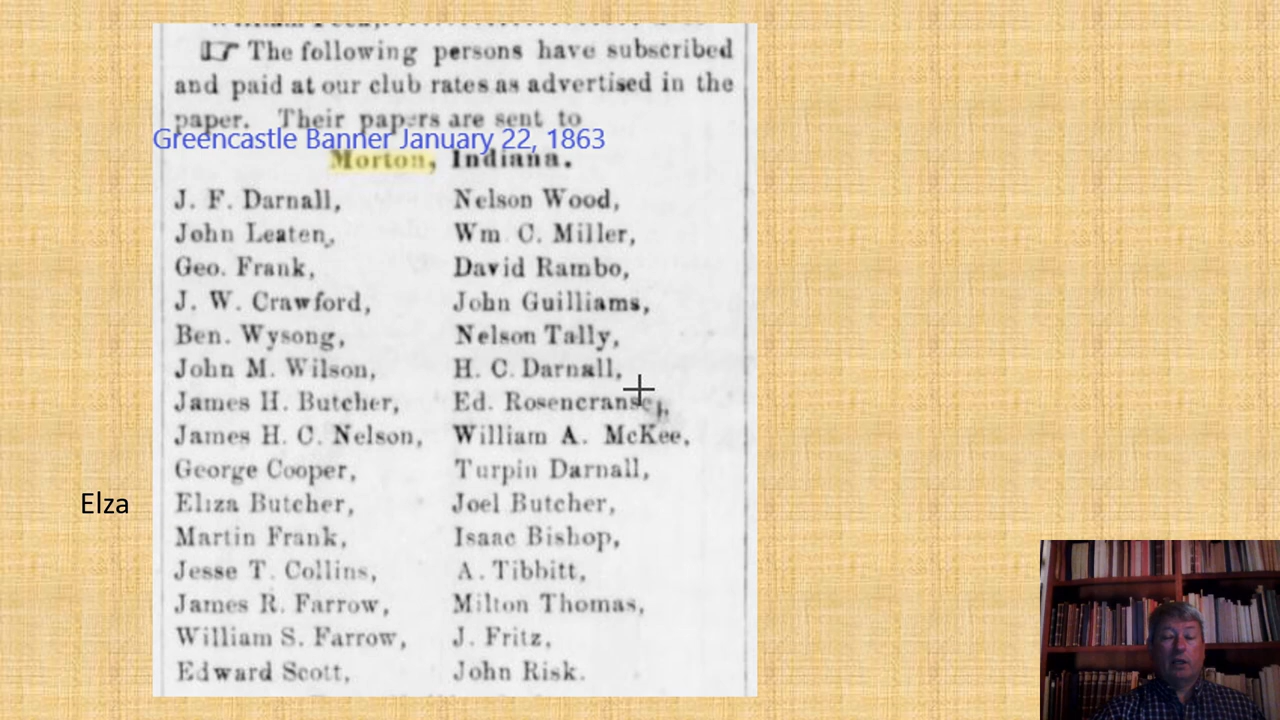 ☞ The following persons have subscribed
and paid at our club rates as advertised in the
paper. Their papers are sent to
Greencastle Banner January 22, 1863
Morton, Indiana.
J. F. Darnall, Nelson Wood,
John Leaten, Wm. C. Miller,
Geo. Frank, David Rambo,
J. W. Crawford, John Guilliams,
Ben. Wysong, Nelson Tally,
John M. Wilson, H. C. Darnall,
James H. Butcher, Ed. Rosencranse,
James H. C. Nelson, William A. McKee,
George Cooper, Turpin Darnall,
Elza
Eliza Butcher, Joel Butcher,
Martin Frank, Isaac Bishop,
Jesse T. Collins, A. Tibbitt,
James R. Farrow, Milton Thomas,
William S. Farrow, J. Fritz,
Edward Scott, John Risk.